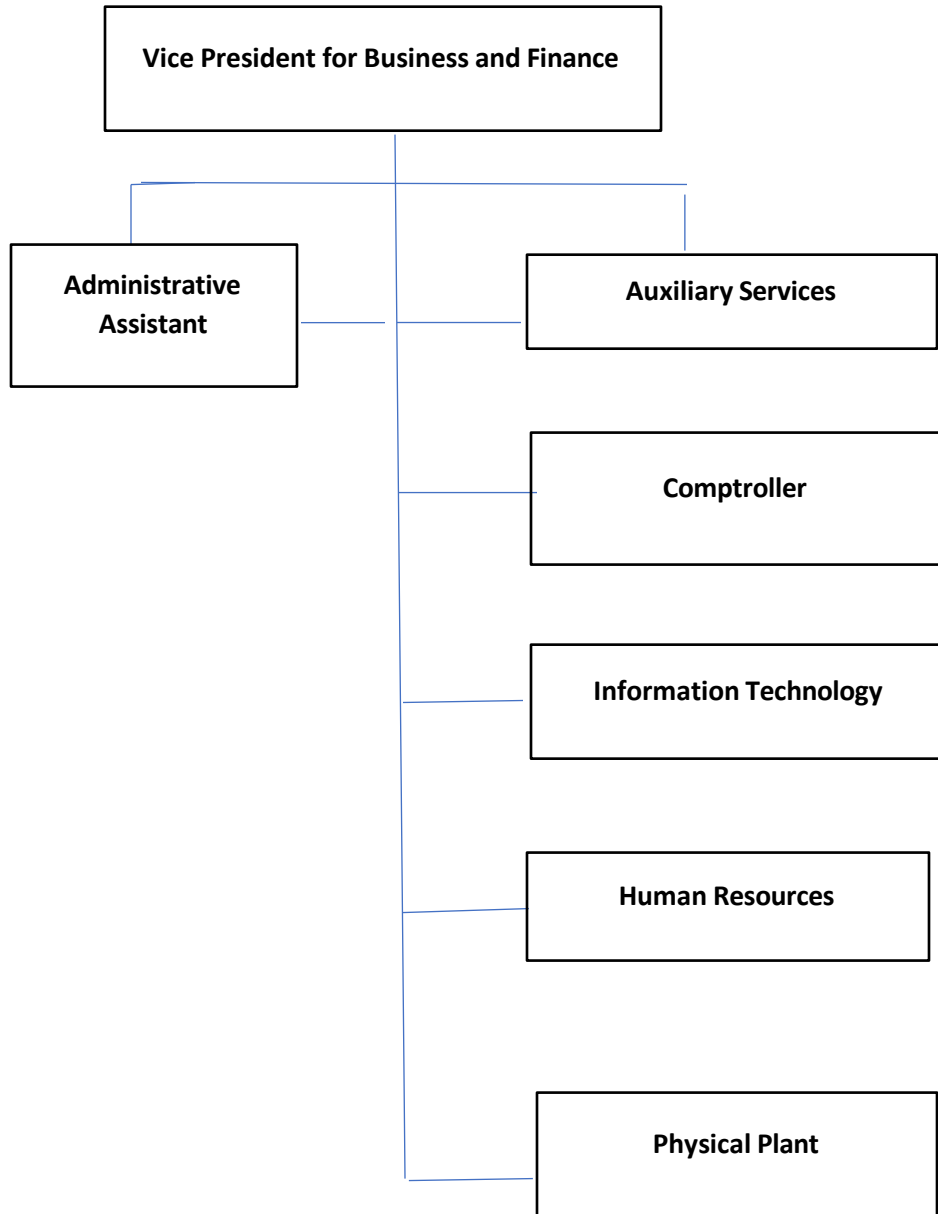 Vice President for Business and Finance
Administrative
Assistant
Auxiliary Services
Comptroller
Information Technology
Human Resources
Physical Plant